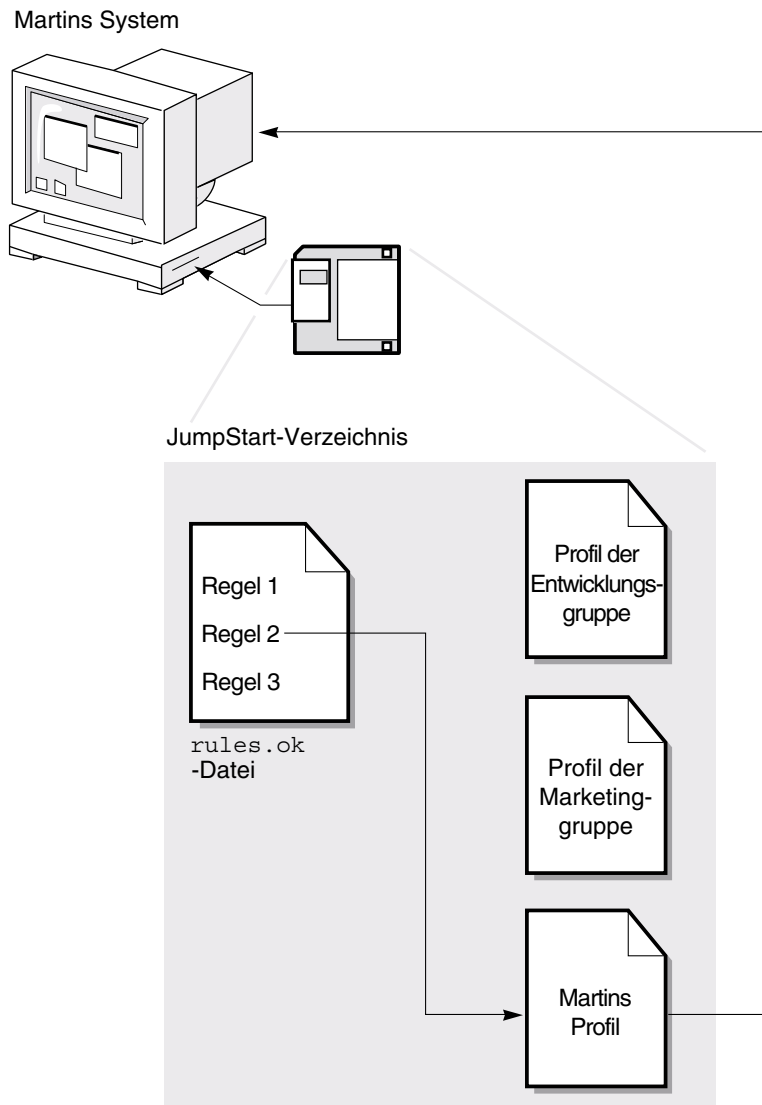 Martins System
JumpStart-Verzeichnis
Regel 1
Regel 2
Regel 3
rules.ok
-Datei
Profil der
Entwicklungs-
gruppe
Profil der
Marketing-
gruppe
Martins
Profil